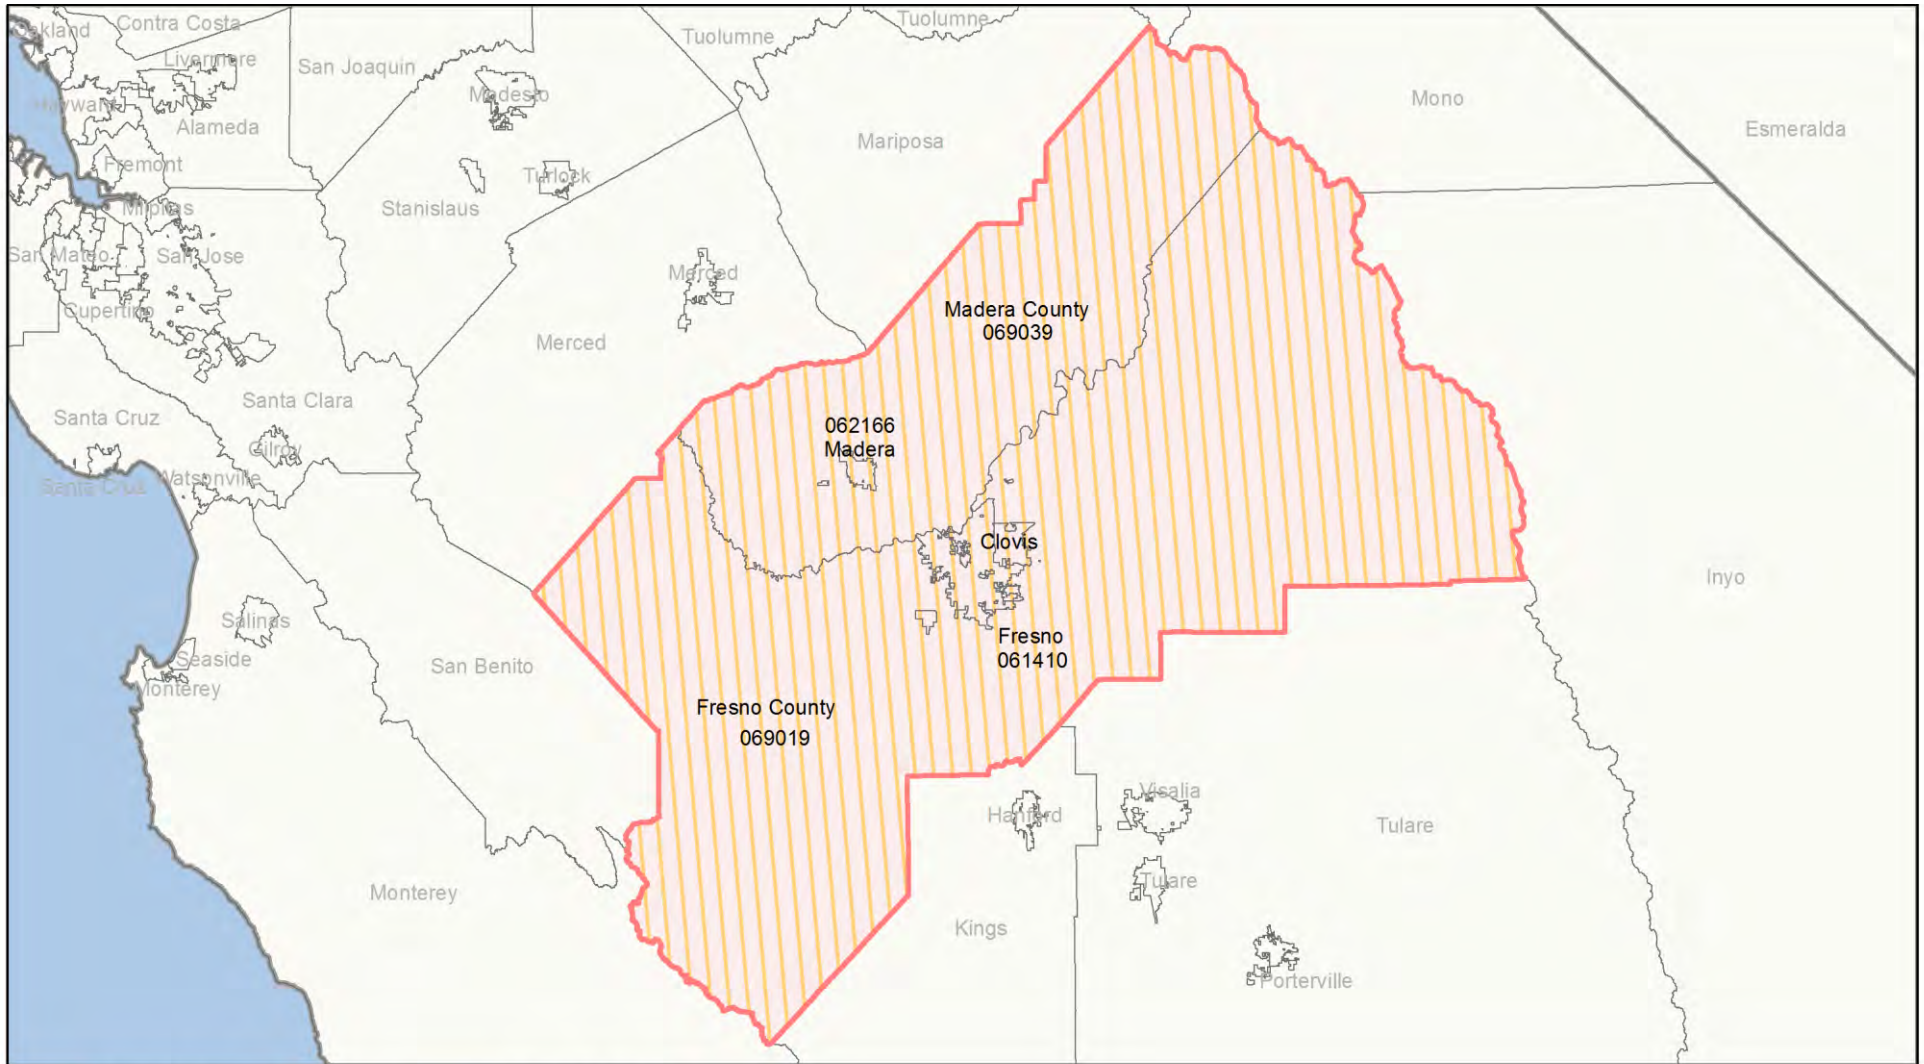 Oakland
Contra Costa
Livermore
San Joaquin
Tuolumne
Tuolumne
Modesto
Mono
Hayward
Alameda
Mariposa
Esmeralda
Fremont
Turlock
Stanislaus
Milpitas
San Mateo
San Jose
Merced
Cupertino
Madera County
069039
Merced
Santa Clara
Santa Cruz
062166
Madera
Gilroy
Watsonville
Santa Cruz
Clovis
Inyo
Salinas
Fresno
061410
Seaside
San Benito
Monterey
Fresno County
069019
Visalia
Hanford
Tulare
Tulare
Monterey
Kings
Porterville